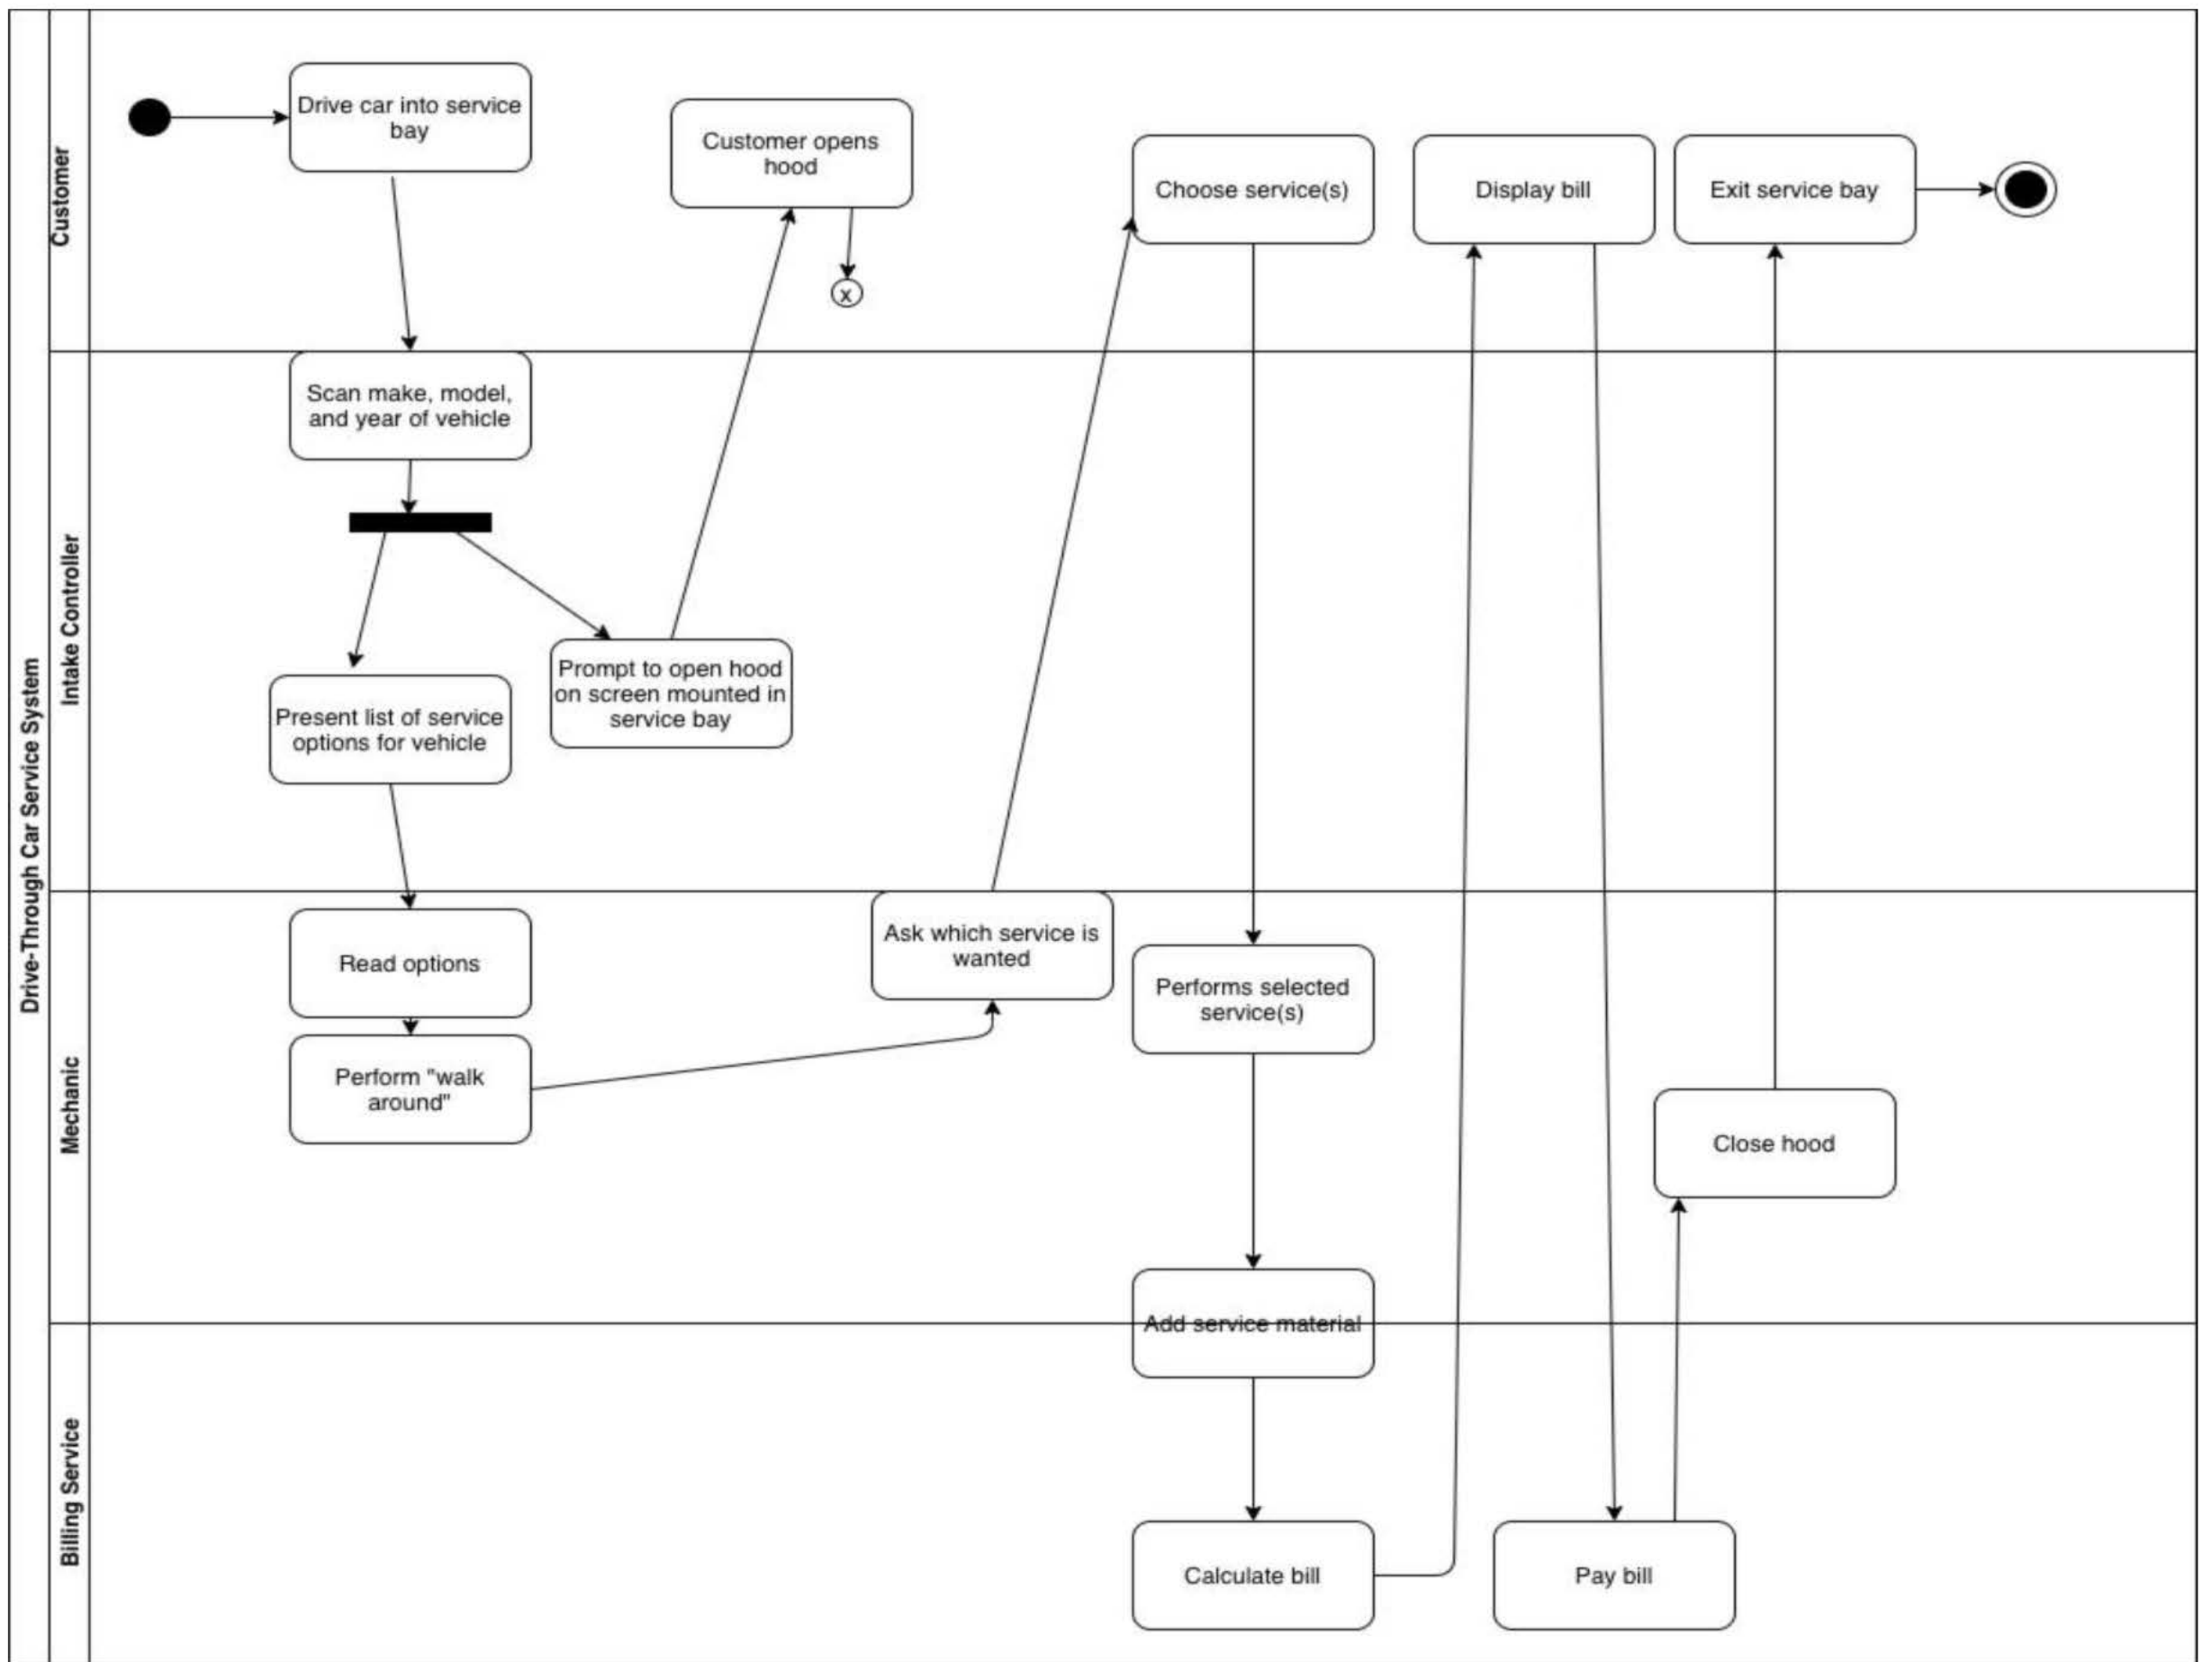 Drive-Through Car Service System
Customer
Drive car into service
bay
Customer opens
hood
x
Choose service(s)
Display bill
Exit service bay
Intake Controller
Scan make, model,
and year of vehicle
Prompt to open hood
on screen mounted in
service bay
Present list of service
options for vehicle
Mechanic
Read options
Perform "walk
around"
Ask which service is
wanted
Performs selected
service(s)
Close hood
Add service material
Billing Service
Calculate bill
Pay bill